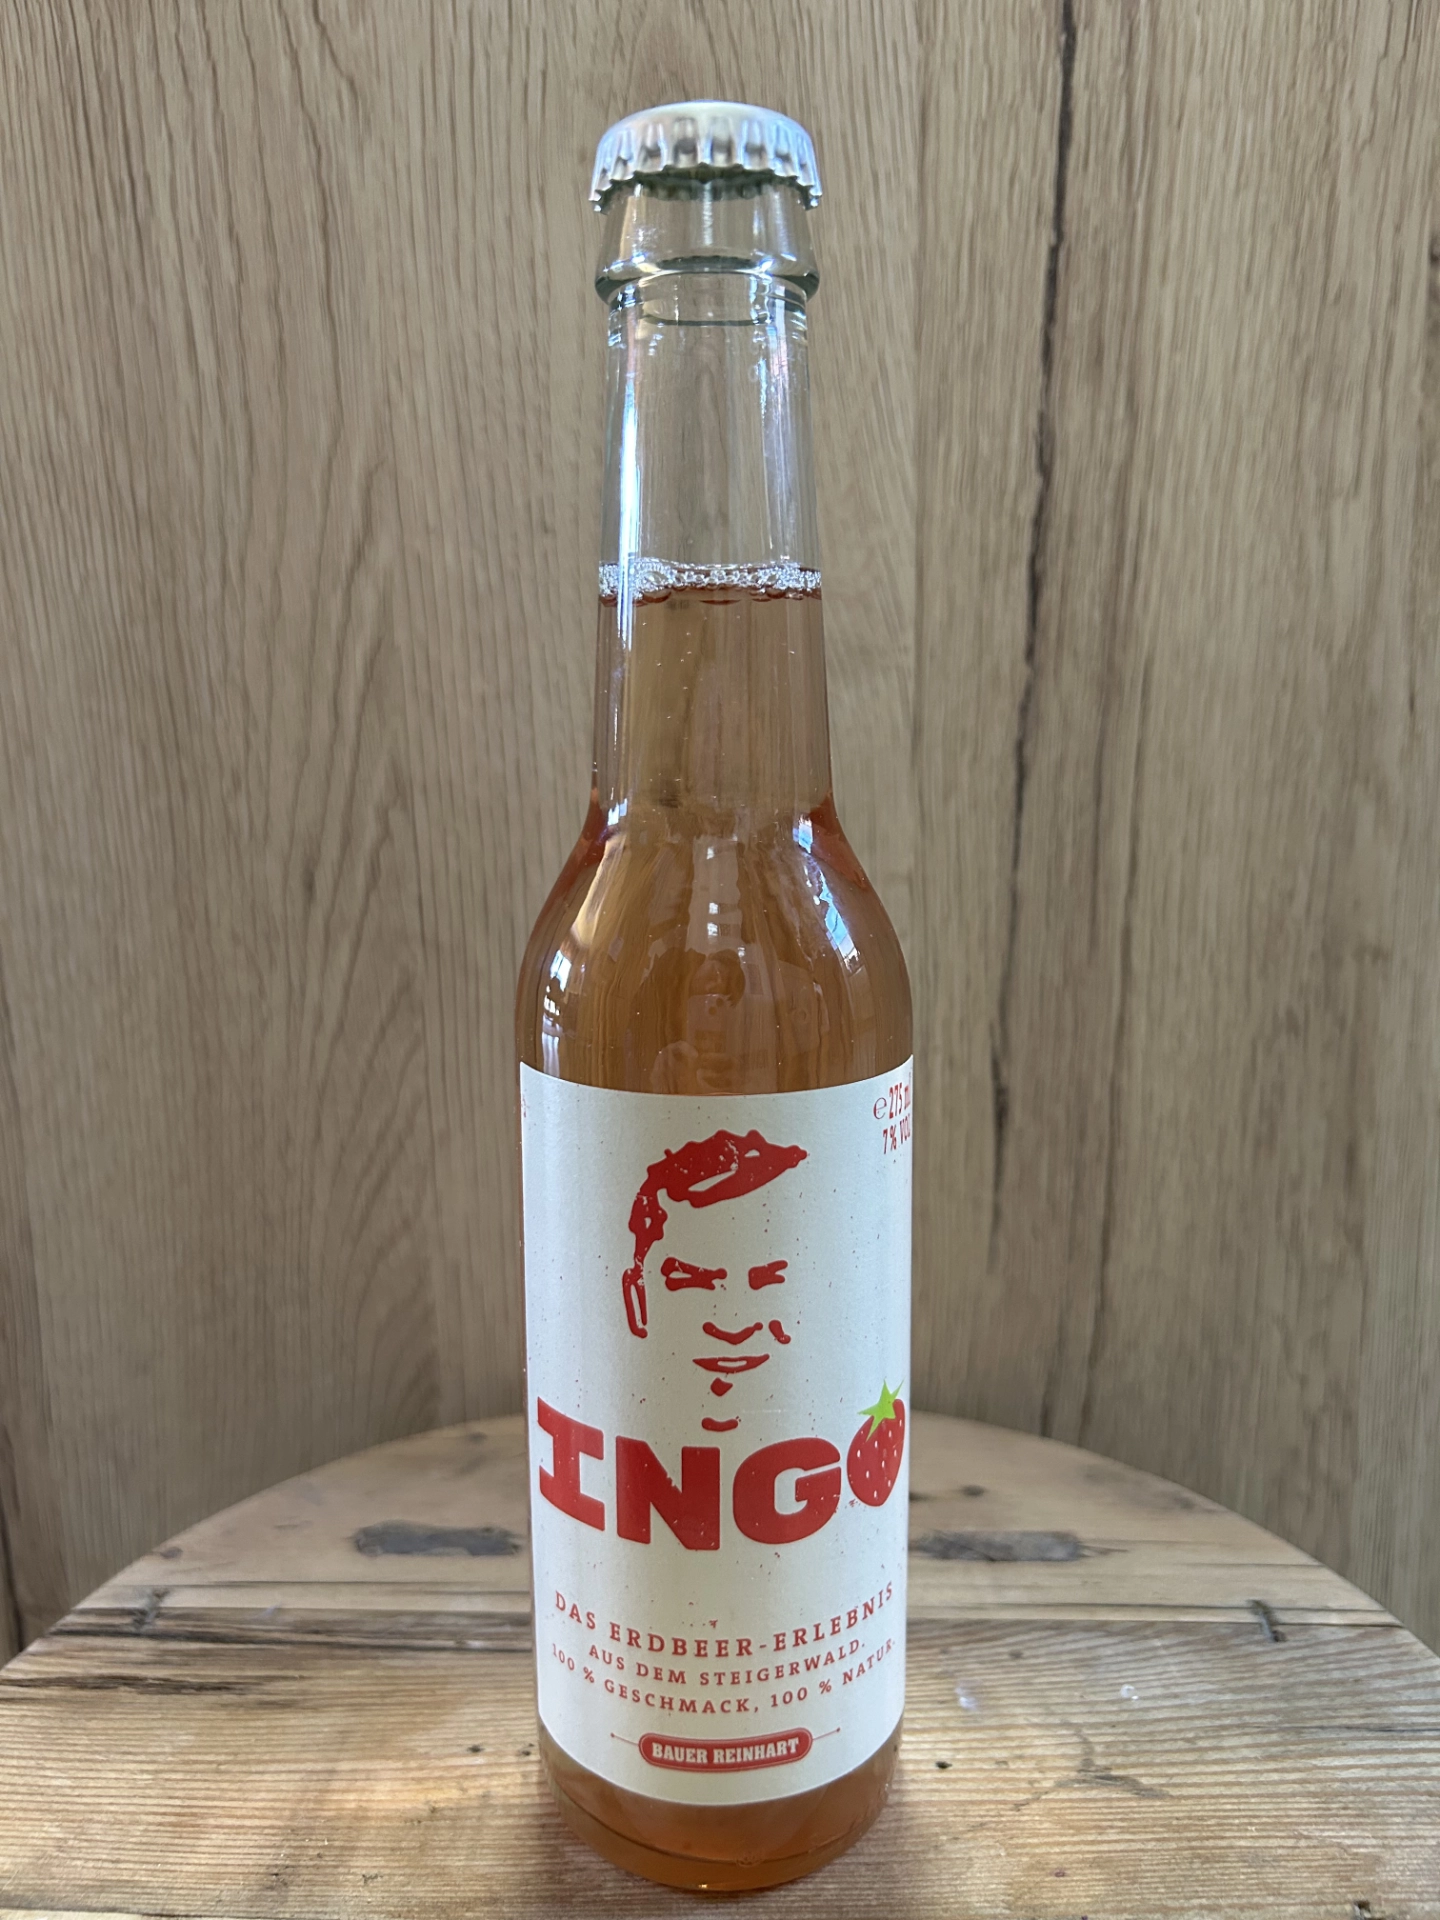 ℮ 275 ml
7 % VOL
INGO
DAS ERDBEER-ERLEBNIS
AUS DEM STEIGERWALD.
100 % GESCHMACK, 100 % NATUR.
BAUER REINHART